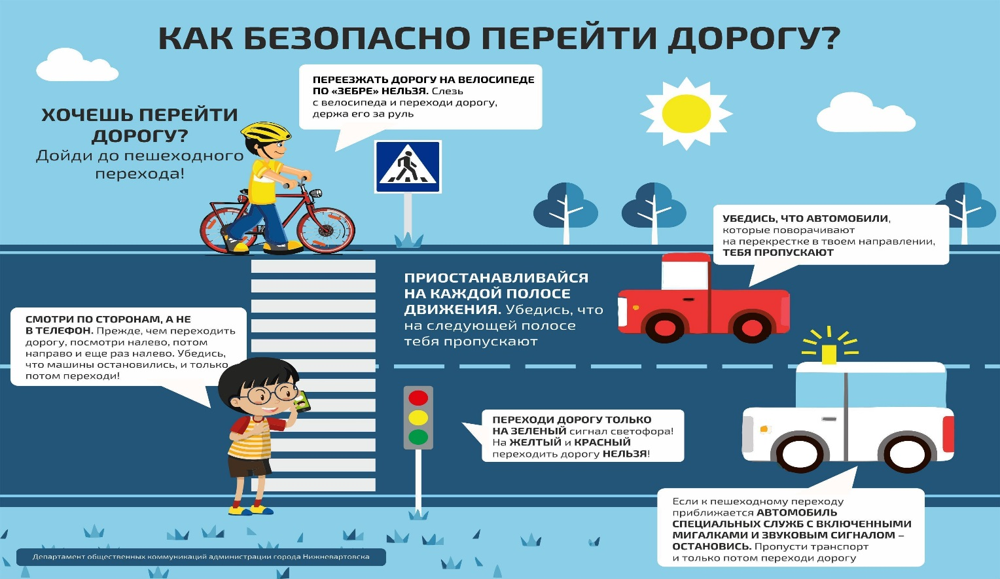 КАК БЕЗОПАСНО ПЕРЕЙТИ ДОРОГУ?
ПЕРЕЕЗЖАТЬ ДОРОГУ НА ВЕЛОСИПЕДЕ
ПО «ЗЕБРЕ» НЕЛЬЗЯ. Слезь
с велосипеда и переходи дорогу,
держа его за руль
ХОЧЕШЬ ПЕРЕЙТИ
ДОРОГУ?
Дойди до пешеходного
перехода!
УБЕДИСЬ, ЧТО АВТОМОБИЛИ,
которые поворачивают
на перекрестке в твоем направлении,
ТЕБЯ ПРОПУСКАЮТ
ПРИОСТАНАВЛИВАЙСЯ
НА КАЖДОЙ ПОЛОСЕ
ДВИЖЕНИЯ. Убедись, что
на следующей полосе
тебя пропускают
СМОТРИ ПО СТОРОНАМ, А НЕ
В ТЕЛЕФОН. Прежде, чем переходить
дорогу, посмотри налево, потом
направо и еще раз налево. Убедись,
что машины остановились, и только
потом переходи!
ПЕРЕХОДИ ДОРОГУ ТОЛЬКО
НА ЗЕЛЕНЫЙ сигнал светофора!
На ЖЕЛТЫЙ и КРАСНЫЙ
переходить дорогу НЕЛЬЗЯ!
Если к пешеходному переходу
приближается АВТОМОБИЛЬ
СПЕЦИАЛЬНЫХ СЛУЖБ С ВКЛЮЧЕННЫМИ
МИГАЛКАМИ И ЗВУКОВЫМ СИГНАЛОМ –
ОСТАНОВИСЬ. Пропусти транспорт
и только потом переходи дорогу
Департамент общественных коммуникаций администрации города Нижневартовска